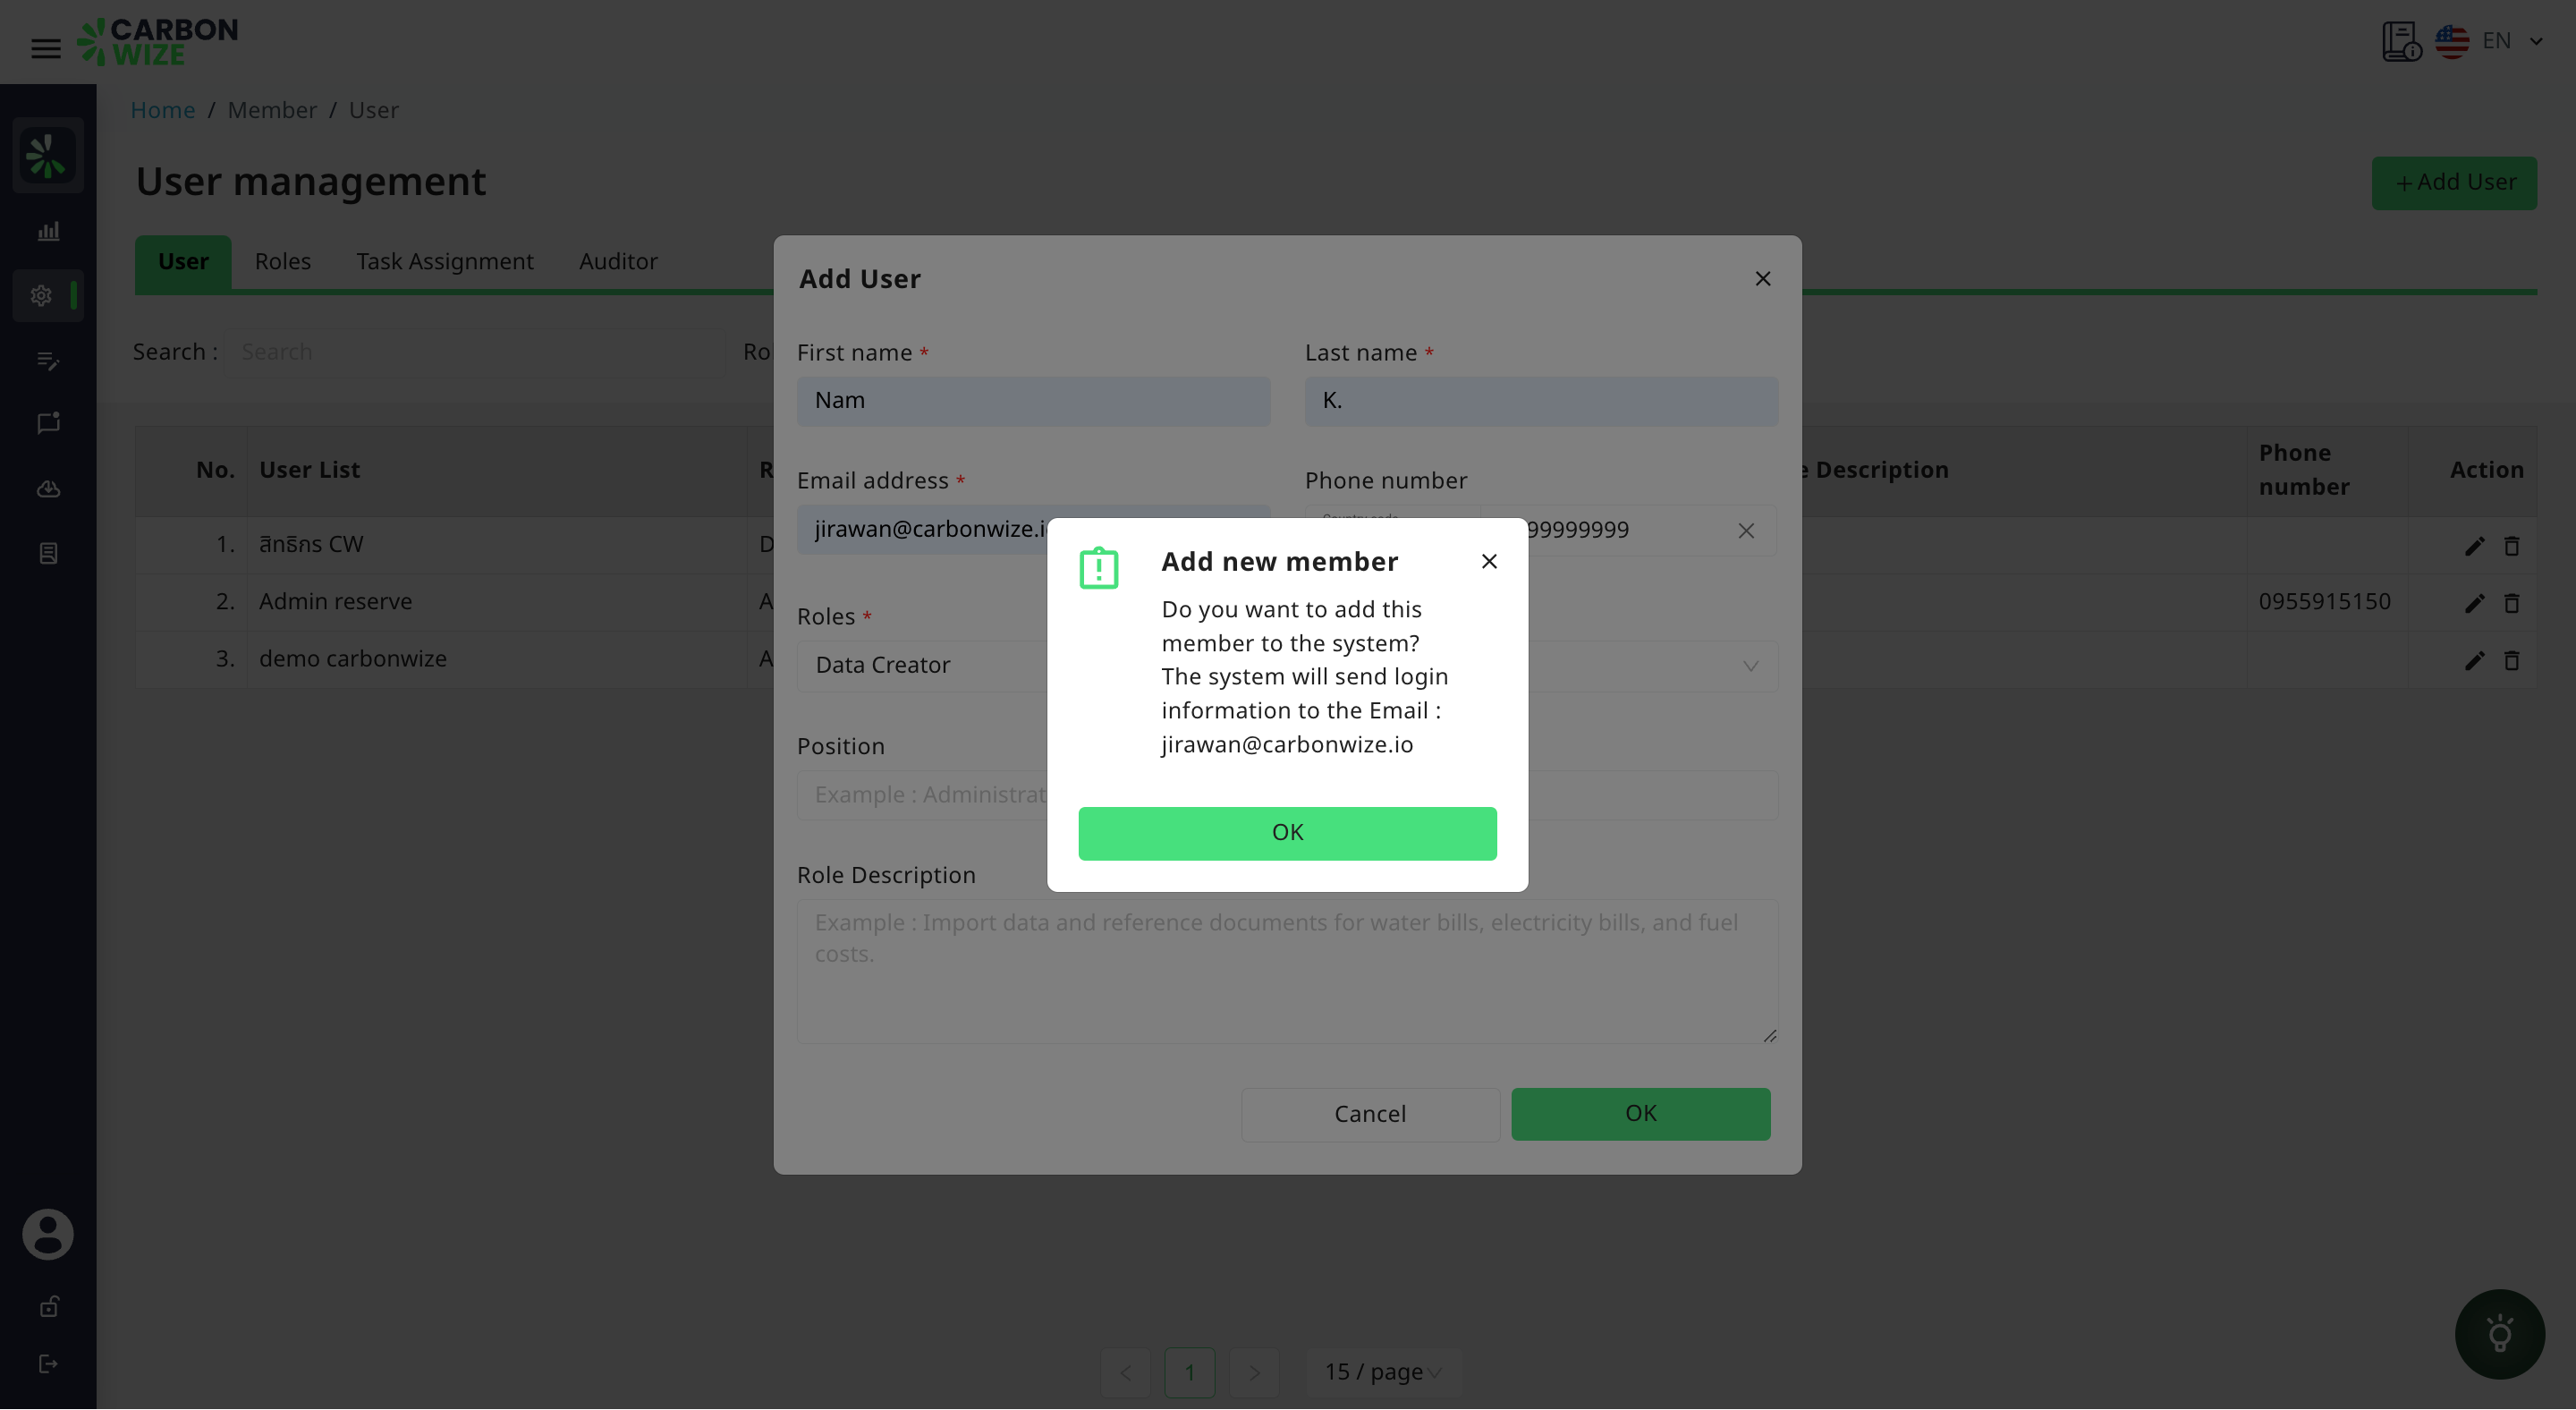 CARBON
WIZE
EN
Home / Member / User
User management
+ Add User
User Roles Task Assignment Auditor
Search : Search
Add User
First name *
Last name *
Nam
K.
Email address *
Phone number
jirawan@carbonwize.i
99999999
No. User List
Description
Phone
number
Action
1. สิทธิกร CW
2. Admin reserve
0955915150
3. demo carbonwize
Add new member
Do you want to add this
member to the system?
The system will send login
information to the Email :
jirawan@carbonwize.io
OK
Roles *
Data Creator
Position
Example : Administrat
Role Description
Example : Import data and reference documents for water bills, electricity bills, and fuel
costs.
Cancel
OK
< 1 > 15 / page